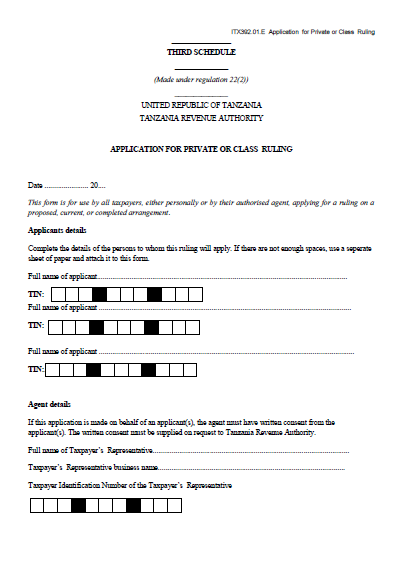 ITX392.01.E Application for Private or Class Ruling
THIRD SCHEDULE
(Made under regulation 22(2))
UNITED REPUBLIC OF TANZANIA
TANZANIA REVENUE AUTHORITY
APPLICATION FOR PRIVATE OR CLASS RULING
Date ....................... 20....
This form is for use by all taxpayers, either personally or by their authorised agent, applying for a ruling on a
proposed, current, or completed arrangement.
Applicants details
Complete the details of the persons to whom this ruling will apply. If there are not enough spaces, use a seperate
sheet of paper and attach it to this form.
Full name of applicant....................................................................................................
TIN:
Full name of applicant ....................................................................................................
TIN:
Full name of applicant ....................................................................................................
TIN:
Agent details
If this application is made on behalf of an applicant(s), the agent must have written consent from the
applicant(s). The written consent must be supplied on request to Tanzania Revenue Authority.
Full name of Taxpayer's Representative...............................................................................
Taxpayer's Representative business name...........................................................................
Taxpayer Identification Number of the Taxpayer's Representative